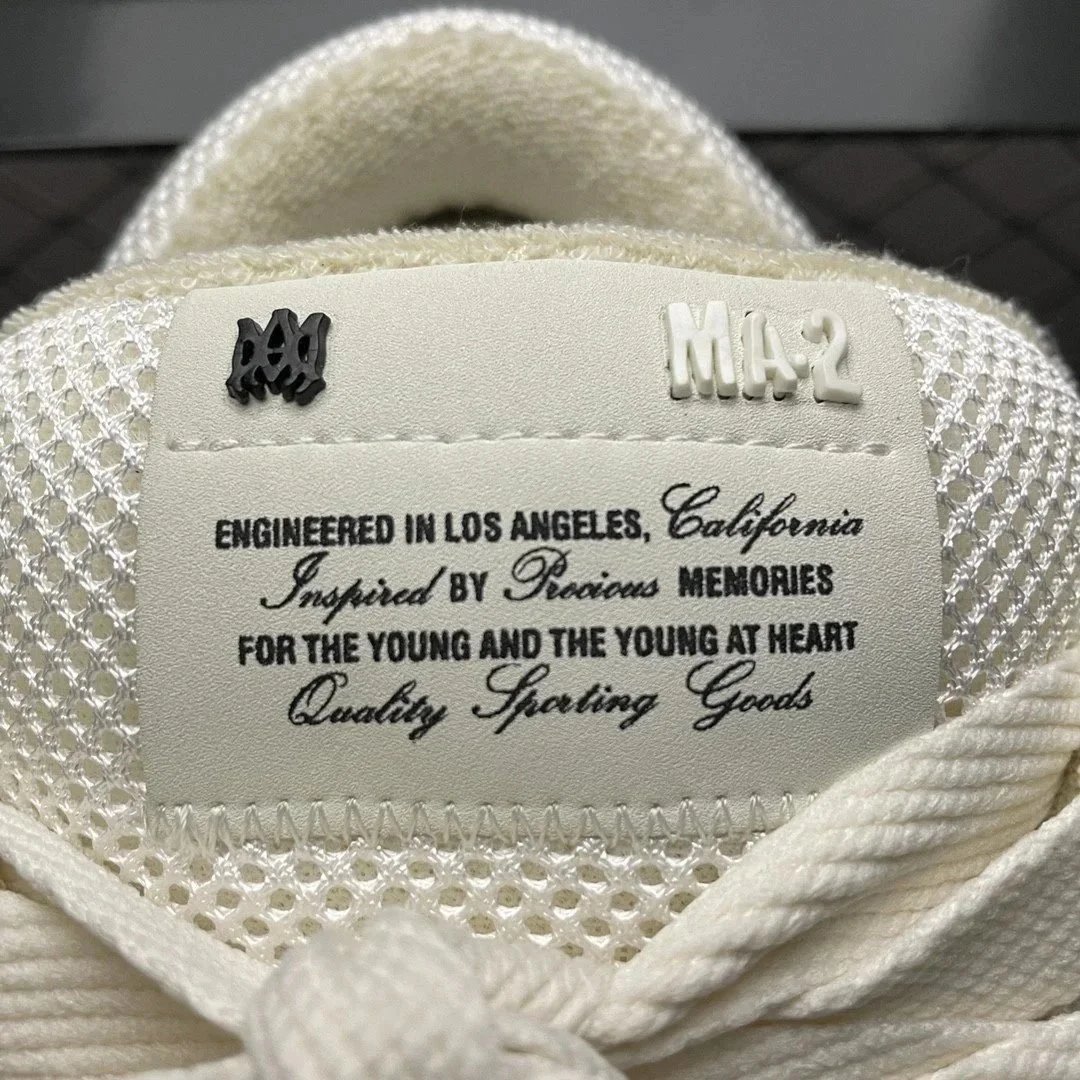 MA-2
ENGINEERED IN LOS ANGELES, California
Inspired BY Precious MEMORIES
FOR THE YOUNG AND THE YOUNG AT HEART
Quality Sporting Goods